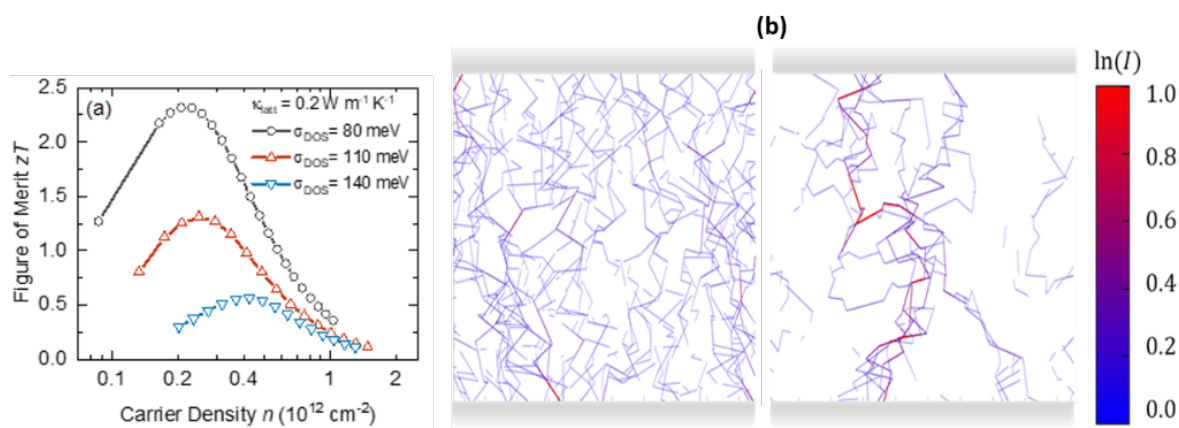 (b)
ln(I)
(a)
κlatt = 0.2 W m-1 K-1
σDOS= 80 meV
σDOS= 110 meV
σDOS= 140 meV
Figure of Merit zT
2.5
2.0
1.5
1.0
0.5
0.0
0.1 0.2 0.4 1 2
Carrier Density n (10¹² cm⁻²)
1.0
0.8
0.6
0.4
0.2
0.0